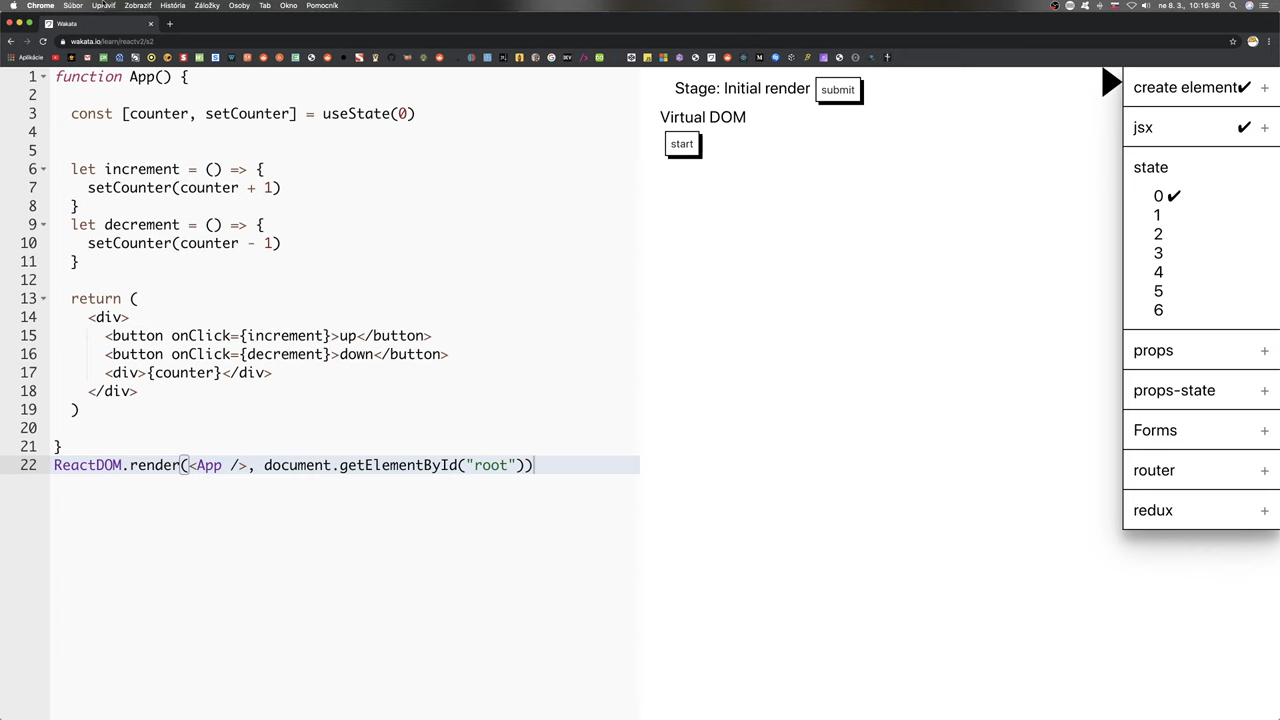 Chrome Súbor Upraviť Zobraziť História Záložky Osoby Tab Okno Pomocník
ne 8. 3., 10:16:36
Wakata
wakata.io/learn/reactv2/s2
Aplikácie
1 function App() {
2
3 const [counter, setCounter] = useState(0)
4
5
6 let increment = () => {
7 setCounter(counter + 1)
8 }
9 let decrement = () => {
10 setCounter(counter - 1)
11 }
12
13 return (
14 <div>
15 <button onClick={increment}>up</button>
16 <button onClick={decrement}>down</button>
17 <div>{counter}</div>
18 </div>
19 )
20
21 }
22 ReactDOM.render(<App />, document.getElementById("root"))
Stage: Initial render submit
Virtual DOM
start
create element✔ +
jsx ✔ +
state
0 ✔
1
2
3
4
5
6
props +
props-state +
Forms +
router +
redux +